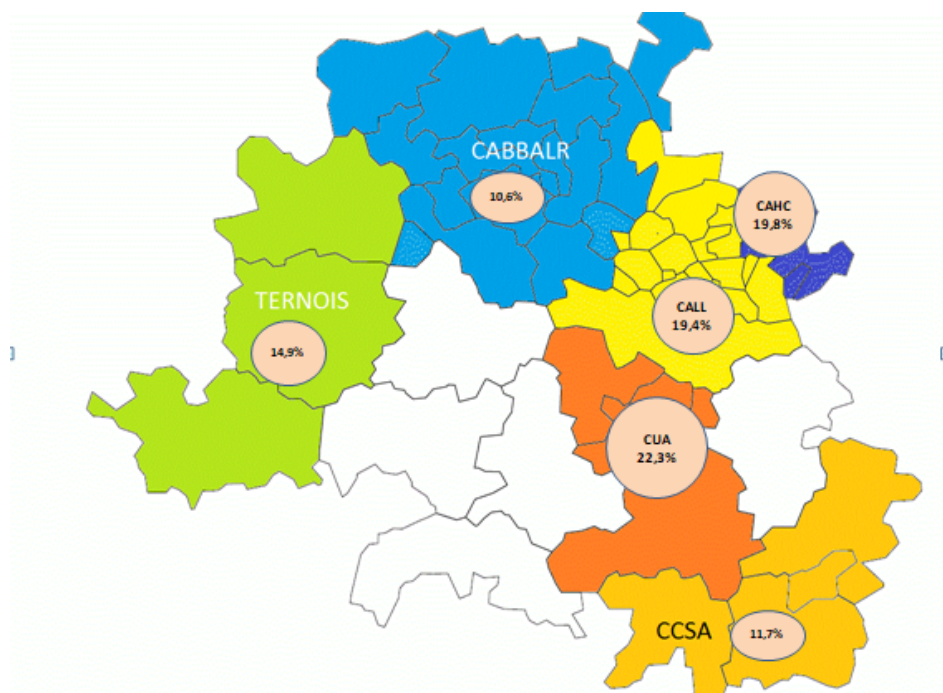 CABBALR
10,6%
CAHC
19,8%
TERNOIS
14,9%
CALL
19,4%
CUA
22,3%
CCSA
11,7%